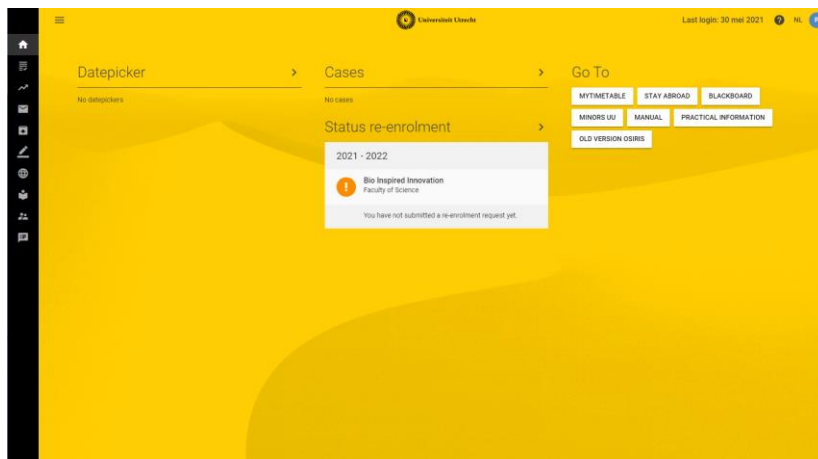 Universiteit Utrecht
Last login: 30 mei 2021
NL
Datepicker
No datepickers
Cases
No cases
Status re-enrolment
2021 - 2022
Bio Inspired Innovation
Faculty of Science
You have not submitted a re-enrolment request yet.
Go To
MYTIMETABLE STAY ABROAD BLACKBOARD
MINORS UU MANUAL PRACTICAL INFORMATION
OLD VERSION OSIRIS